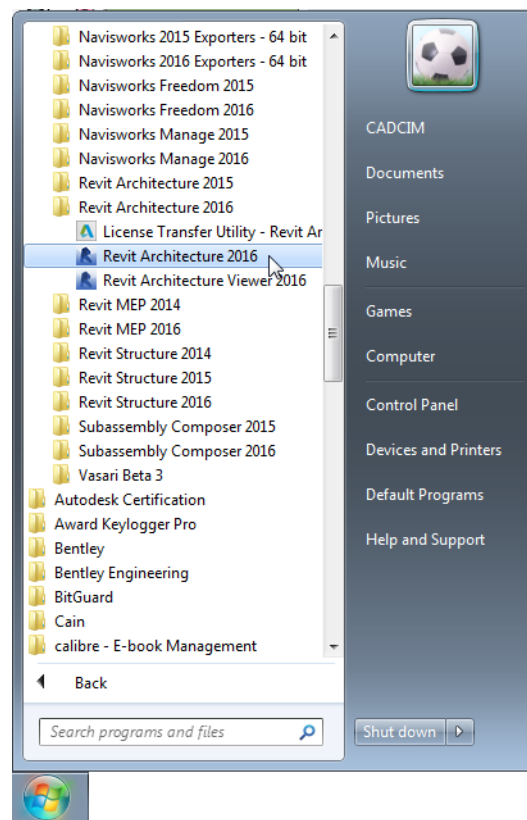 Navisworks 2015 Exporters - 64 bit
Navisworks 2016 Exporters - 64 bit
Navisworks Freedom 2015
Navisworks Freedom 2016
Navisworks Manage 2015
Navisworks Manage 2016
Revit Architecture 2015
Revit Architecture 2016
License Transfer Utility - Revit Ar
Revit Architecture 2016
Revit Architecture Viewer 2016
Revit MEP 2014
Revit MEP 2016
Revit Structure 2014
Revit Structure 2015
Revit Structure 2016
Subassembly Composer 2015
Subassembly Composer 2016
Vasari Beta 3
Autodesk Certification
Award Keylogger Pro
Bentley
Bentley Engineering
BitGuard
Cain
calibre - E-book Management
Back
Search programs and files
CADCIM
Documents
Pictures
Music
Games
Computer
Control Panel
Devices and Printers
Default Programs
Help and Support
Shut down